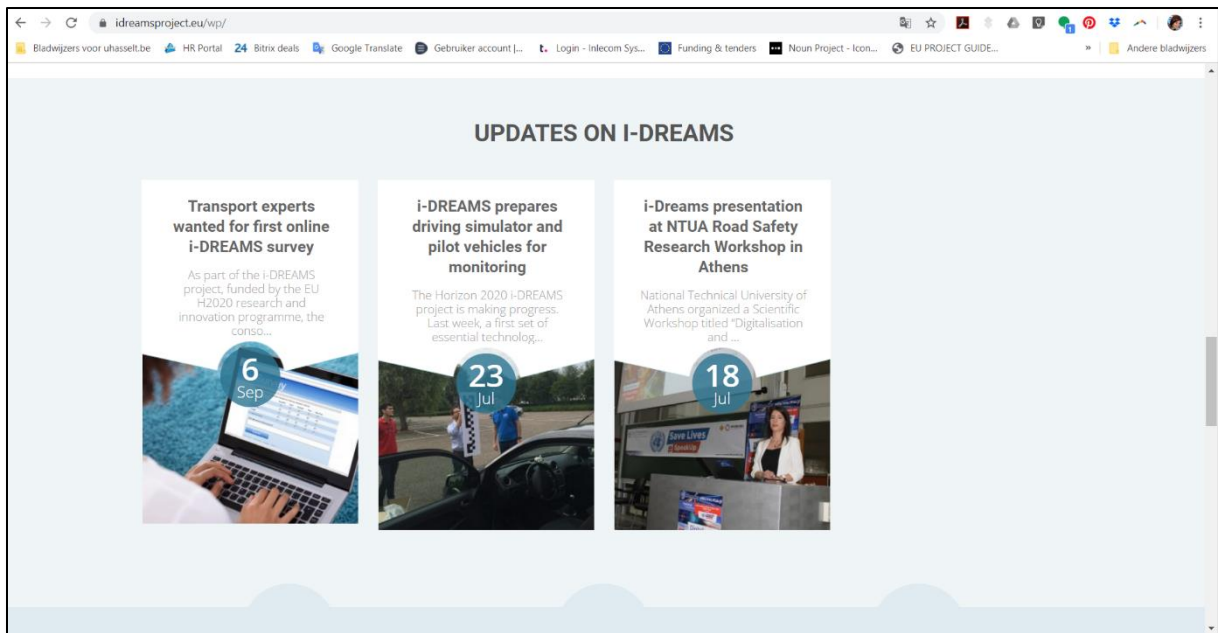 idreamsproject.eu/wp/
Bladwijzers voor uhasselt.be HR Portal 24 Bitrix deals Google Translate Gebruiker account |... t. Login - Inlecom Sys... Funding & tenders Noun Project - Icon... EU PROJECT GUIDE... » Andere bladwijzers
UPDATES ON I-DREAMS
Transport experts
wanted for first online
i-DREAMS survey
As part of the i-DREAMS
project, funded by the EU
H2020 research and
innovation programme, the
conso...
6
Sep
i-DREAMS prepares
driving simulator and
pilot vehicles for
monitoring
The Horizon 2020 i-DREAMS
project is making progress.
Last week, a first set of
essential technolog...
23
Jul
i-Dreams presentation
at NTUA Road Safety
Research Workshop in
Athens
National Technical University of
Athens organized a Scientific
Workshop titled "Digitalisation
and ...
18
Jul
Save Lives